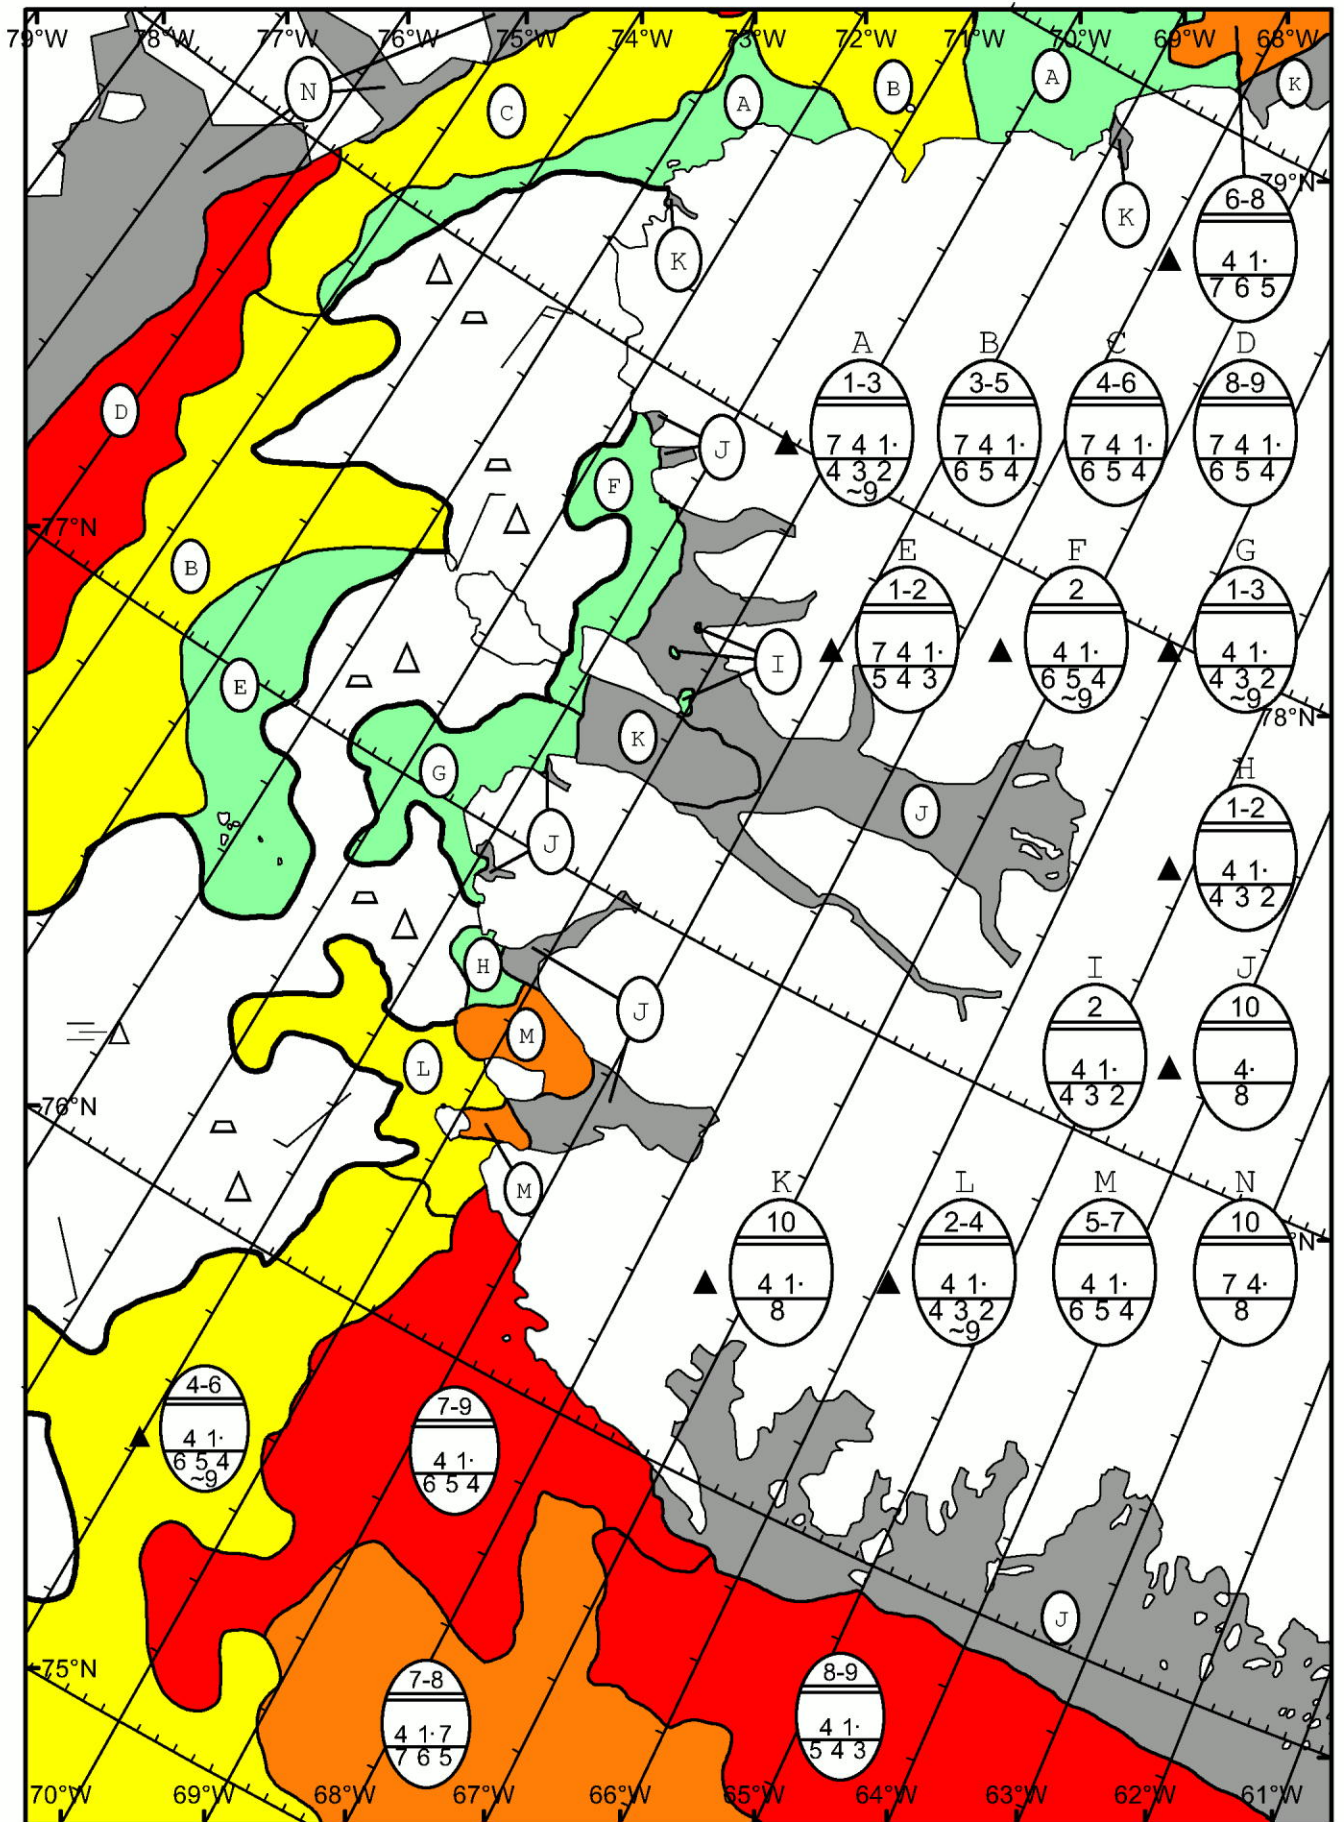 79°W 78°W 77°W 76°W 75°W 74°W 73°W 72°W 71°W 70°W 69°W 68°W
N
C
A
B
A
K
79°N
K
K
6-8
4 1·
7 6 5
D
A B C D
1-3 3-5 4-6 8-9
7 4 1· 7 4 1· 7 4 1· 7 4 1·
4 3 2 6 5 4 6 5 4 6 5 4
~9
J
F
77°N
B
E F G
1-2 2 1-3
7 4 1· 4 1· 4 1·
5 4 3 6 5 4 4 3 2
~9 ~9
I
E
78°N
K
G
J
J
H
1-2
4 1·
4 3 2
H
I J
2 10
4 1· 4·
4 3 2 8
J
M
L
76°N
M
K L M N
10 2-4 5-7 10
4 1· 4 1· 4 1· 7 4·
8 4 3 2 6 5 4 8
~9
°N
4-6
4 1·
6 5 4
~9
7-9
4 1·
6 5 4
J
75°N
7-8
4 1·7
7 6 5
8-9
4 1·
5 4 3
70°W 69°W 68°W 67°W 66°W 65°W 64°W 63°W 62°W 61°W